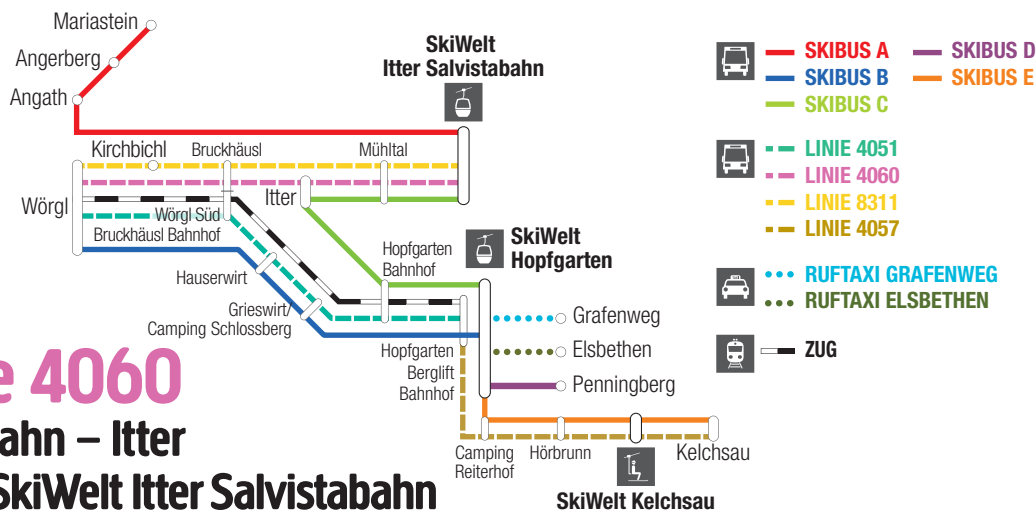 Mariastein
Angerberg
Angath
SkiWelt
Itter Salvistabahn
Kirchbichl
Bruckhäusl
Mühltal
Wörgl
Itter
Wörgl Süd
Bruckhäusl Bahnhof
Hauserwirt
Grieswirt/
Camping Schlossberg
Hopfgarten
Bahnhof
SkiWelt
Hopfgarten
Hopfgarten
Berglift
Bahnhof
Grafenweg
Elsbethen
Penningberg
Camping
Reiterhof
Hörbrunn
Kelchsau
SkiWelt Kelchsau
SKIBUS A
SKIBUS B
SKIBUS C
SKIBUS D
SKIBUS E
LINIE 4051
LINIE 4060
LINIE 8311
LINIE 4057
RUFTAXI GRAFENWEG
RUFTAXI ELSBETHEN
ZUG
e 4060
bahn – Itter
SkiWelt Itter Salvistabahn